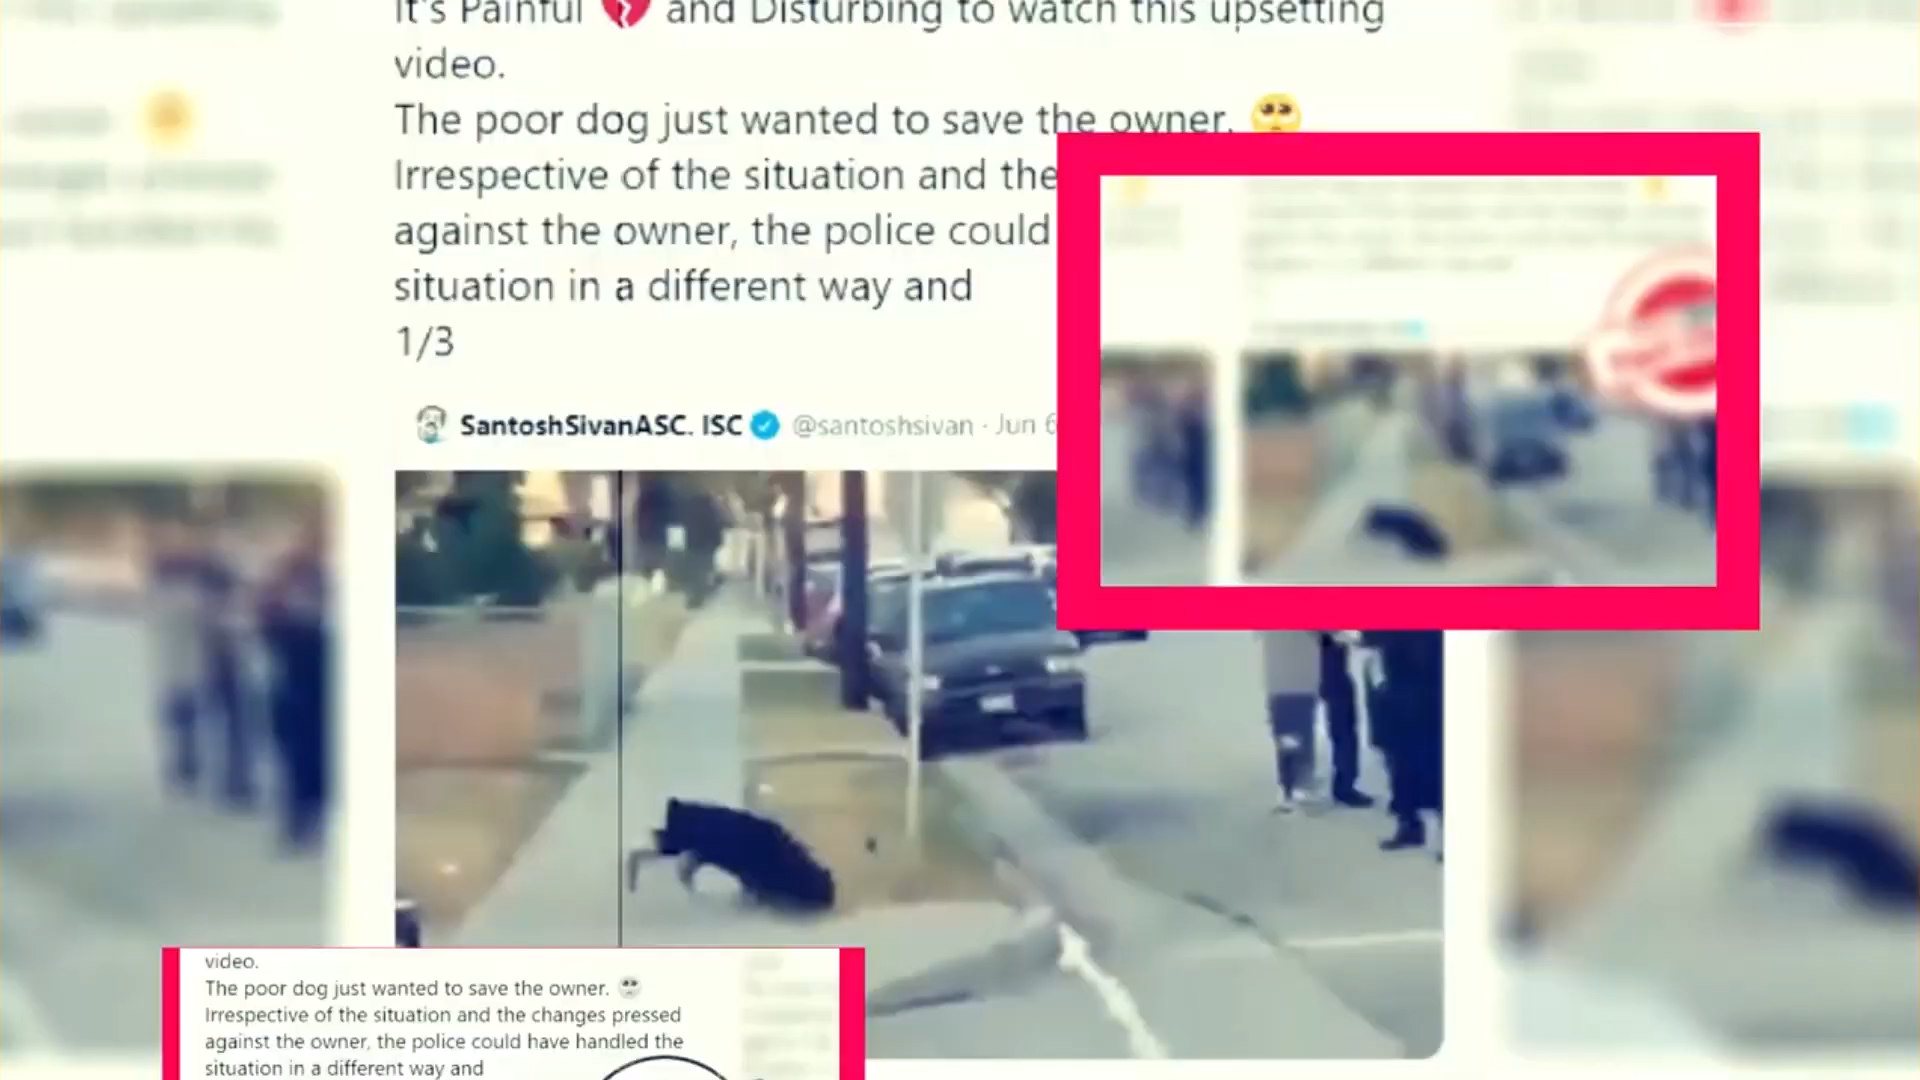 It's Painful 💔 and Disturbing to watch this upsetting
video.
The poor dog just wanted to save the owner. 🥺
Irrespective of the situation and the
against the owner, the police could
situation in a different way and
1/3
SantoshSivanASC. ISC @santoshsivan · Jun 6
video.
The poor dog just wanted to save the owner. 🥺
Irrespective of the situation and the changes pressed
against the owner, the police could have handled the
situation in a different way and